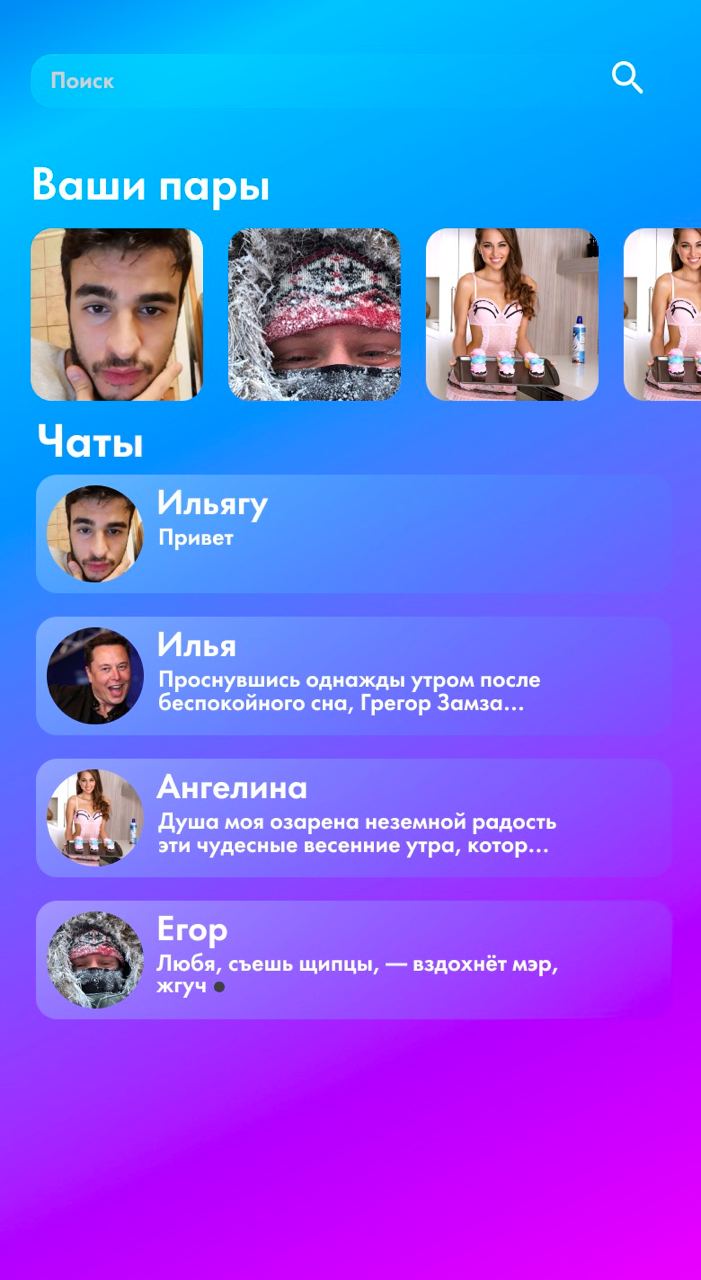 Поиск
Ваши пары
Чаты
Ильягу
Привет
Илья
Проснувшись однажды утром после
беспокойного сна, Грегор Замза...
Ангелина
Душа моя озарена неземной радость
эти чудесные весенние утра, котор...
Егор
Любя, съешь щипцы, — вздохнёт мэр,
жгуч